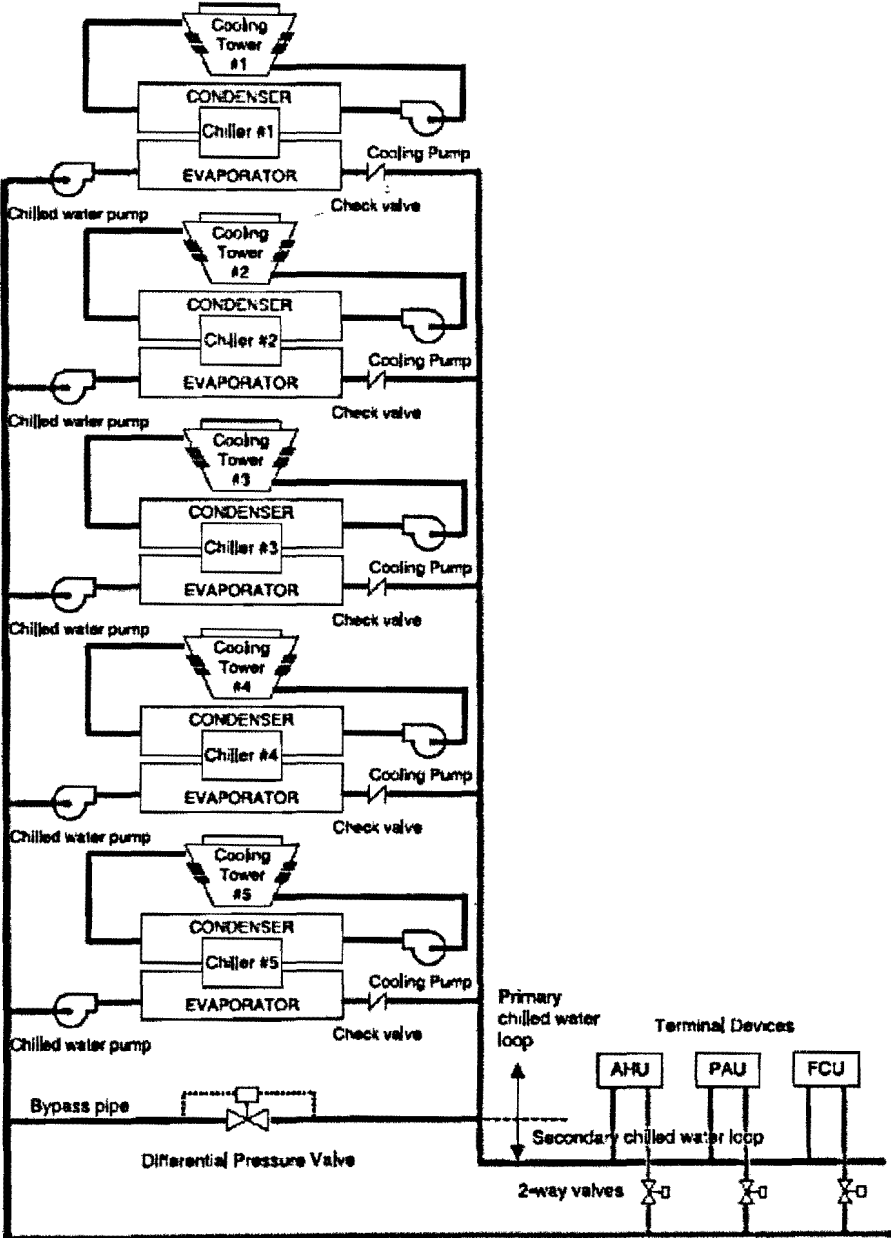 Cooling
Tower
#1
CONDENSER
Chiller #1
Cooling Pump
EVAPORATOR
Chilled water pump
Check valve
Cooling
Tower
#2
CONDENSER
Chiller #2
Cooling Pump
EVAPORATOR
Chilled water pump
Check valve
Cooling
Tower
#3
CONDENSER
Chiller #3
Cooling Pump
EVAPORATOR
Chilled water pump
Check valve
Cooling
Tower
#4
CONDENSER
Chiller #4
Cooling Pump
EVAPORATOR
Chilled water pump
Check valve
Cooling
Tower
#5
CONDENSER
Chiller #5
Cooling Pump
EVAPORATOR
Chilled water pump
Check valve
Primary
chilled water
loop
Terminal Devices
AHU
PAU
FCU
Bypass pipe
Secondary chilled water loop
Differential Pressure Valve
2-way valves